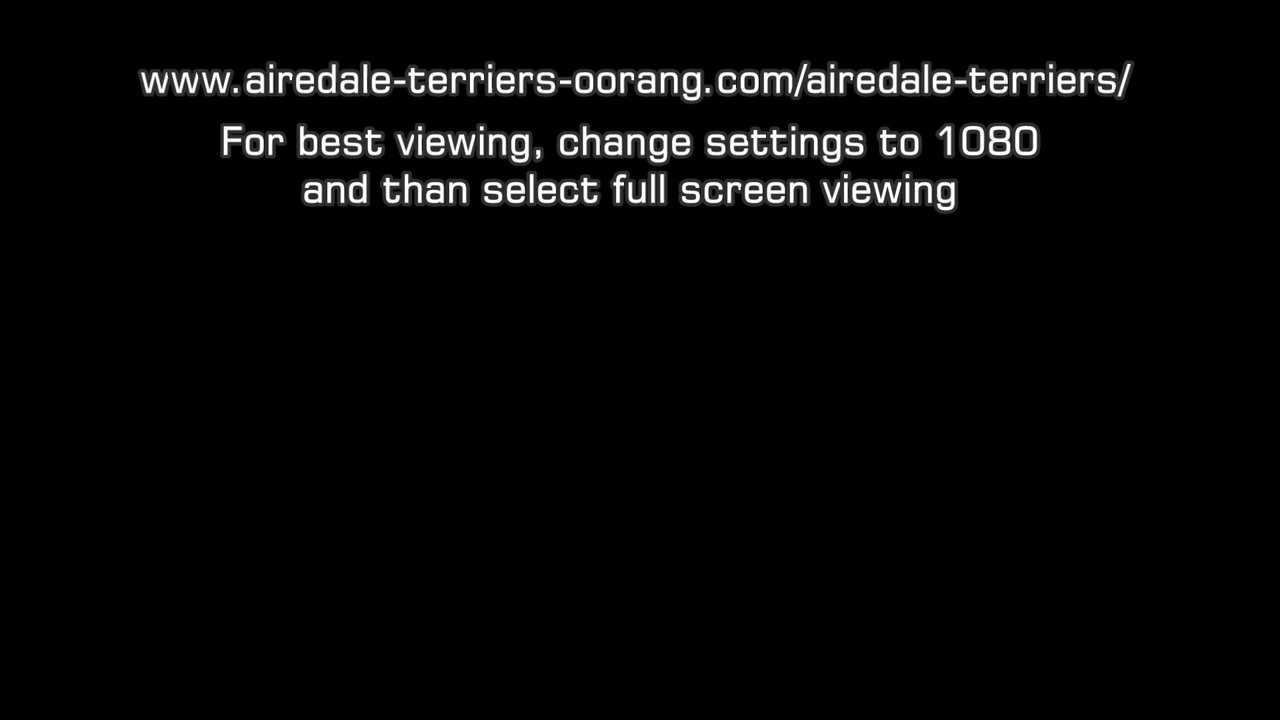 www.airedale-terriers-oorang.com/airedale-terriers/
For best viewing, change settings to 1080
and than select full screen viewing